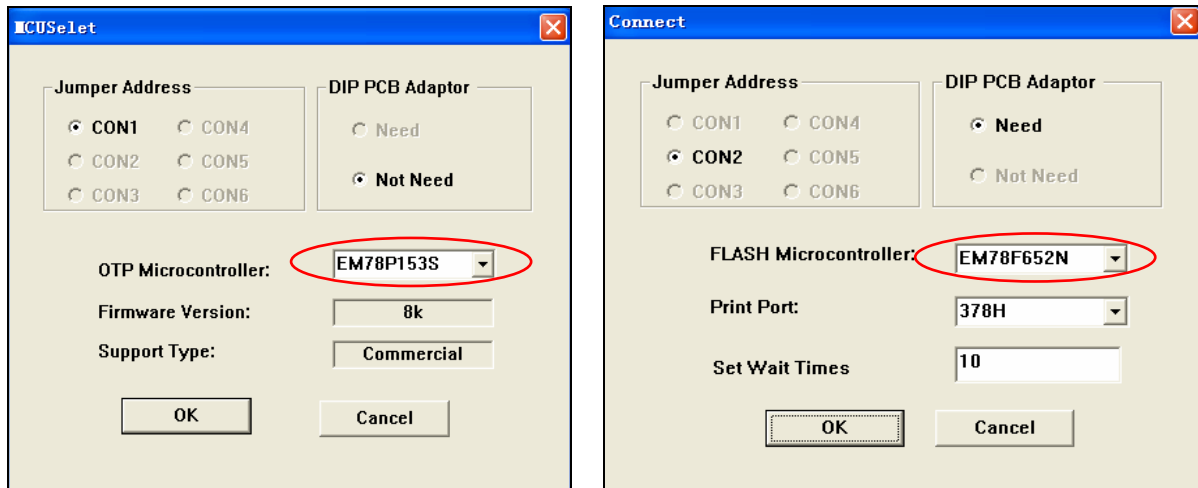 MCUSelet
Jumper Address
CON1 CON4
CON2 CON5
CON3 CON6
DIP PCB Adaptor
Need
Not Need
OTP Microcontroller: EM78P153S
Firmware Version: 8k
Support Type: Commercial
OK Cancel
Connect
Jumper Address
CON1 CON4
CON2 CON5
CON3 CON6
DIP PCB Adaptor
Need
Not Need
FLASH Microcontroller: EM78F652N
Print Port: 378H
Set Wait Times 10
OK Cancel